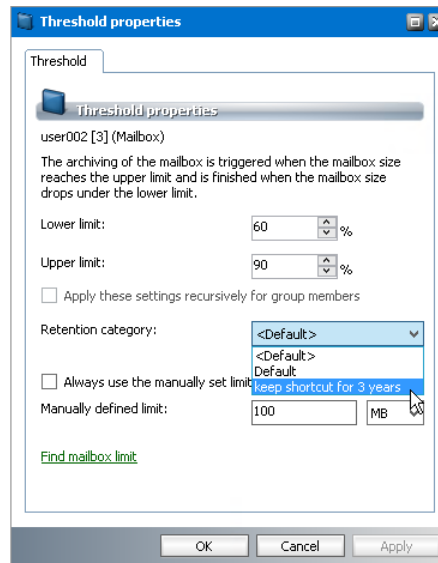 Threshold properties
Threshold
Threshold properties
user002 [3] (Mailbox)
The archiving of the mailbox is triggered when the mailbox size
reaches the upper limit and is finished when the mailbox size
drops under the lower limit.
Lower limit: 60 %
Upper limit: 90 %
Apply these settings recursively for group members
Retention category: <Default>
<Default>
Default
Always use the manually set limit keep shortcut for 3 years
Manually defined limit: 100 MB
Find mailbox limit
OK Cancel Apply